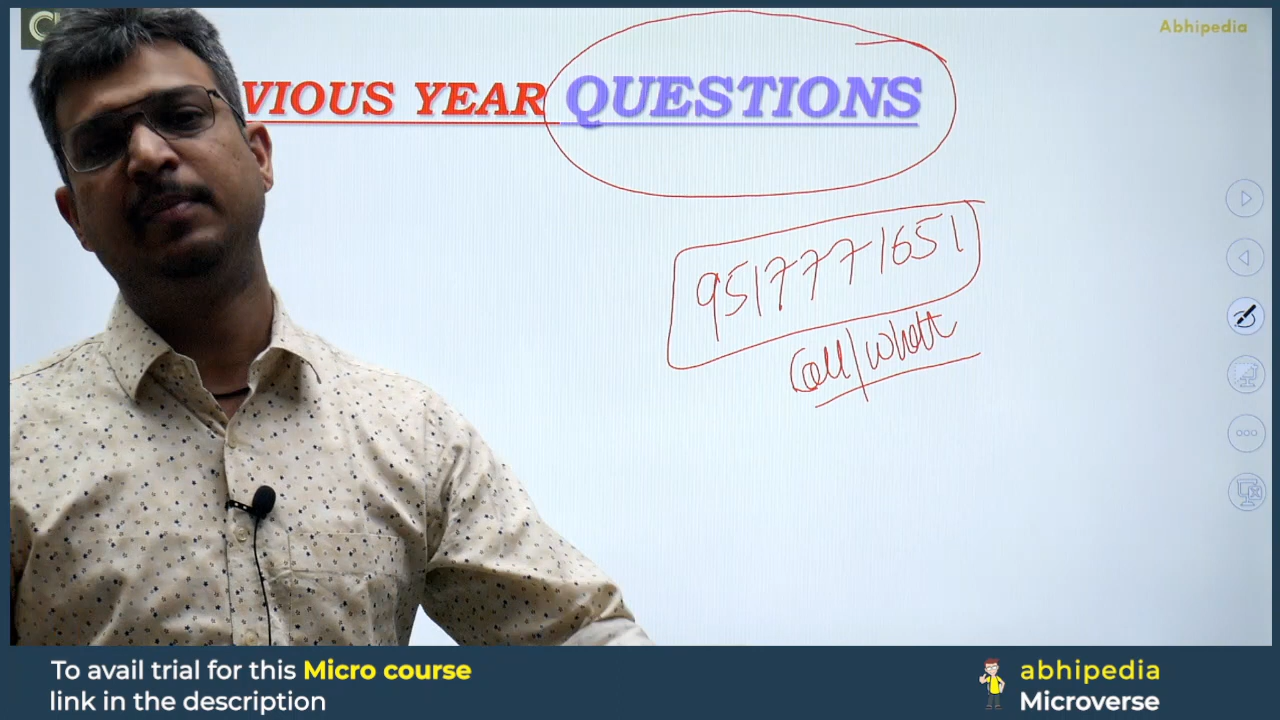 Abhipedia
VIOUS YEAR QUESTIONS
9517771651
Call/Whatt
To avail trial for this Micro course
link in the description
abhipedia
Microverse